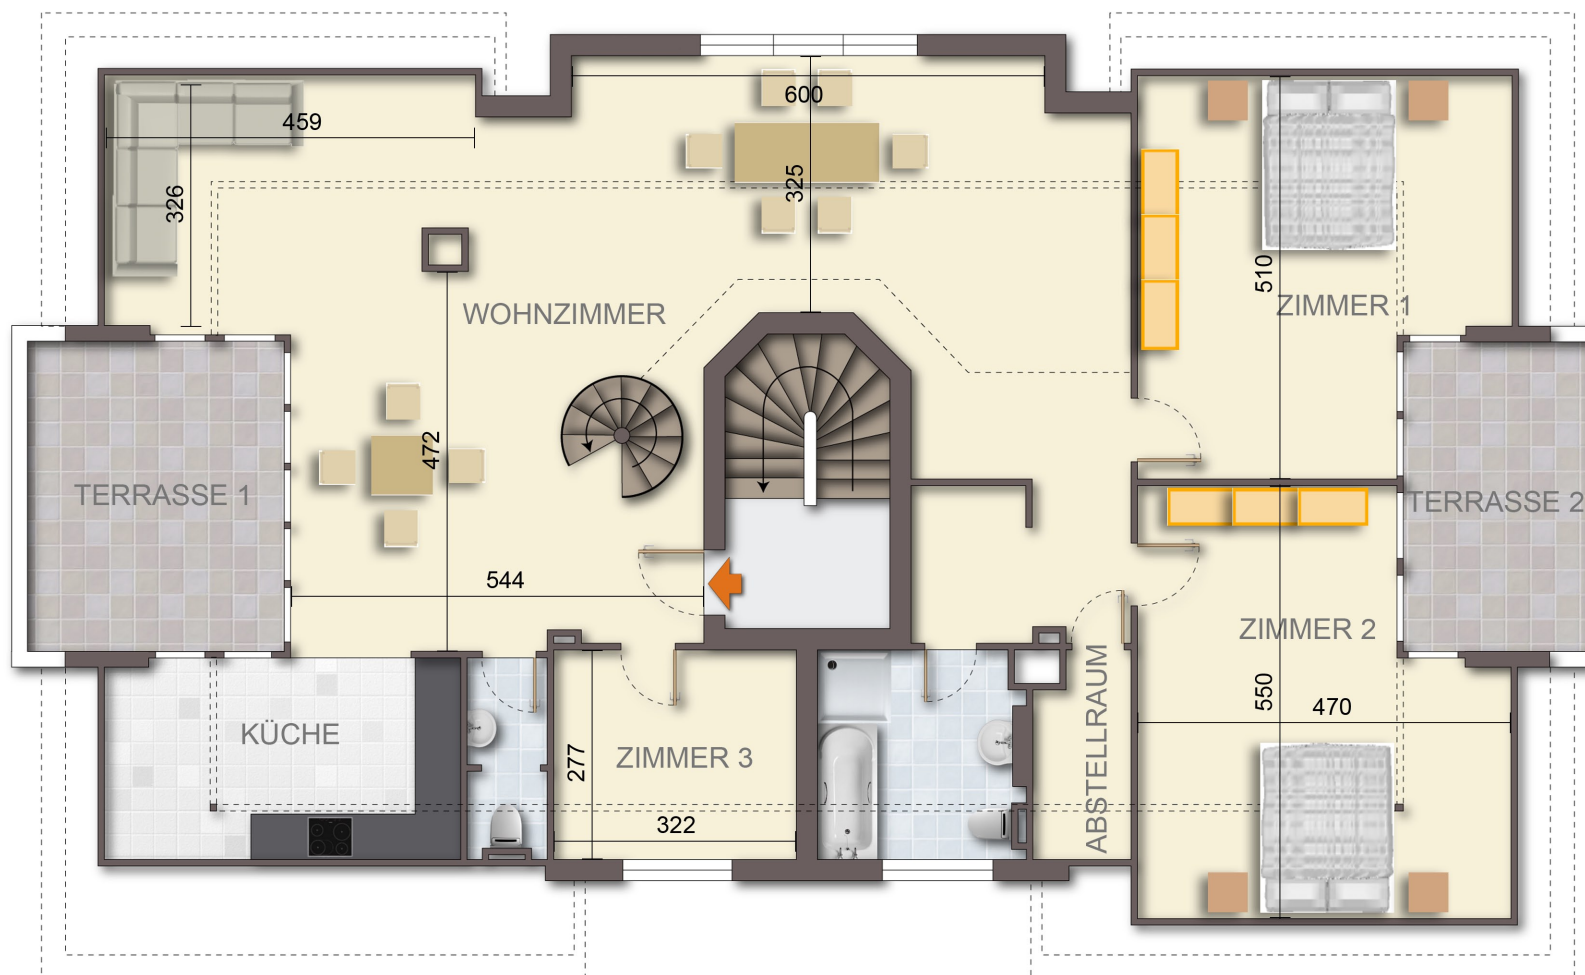 600
459
325
326
510
ZIMMER 1
WOHNZIMMER
472
TERRASSE 1
TERRASSE 2
544
ZIMMER 2
550
470
ABSTELLRAUM
KÜCHE
277
ZIMMER 3
322